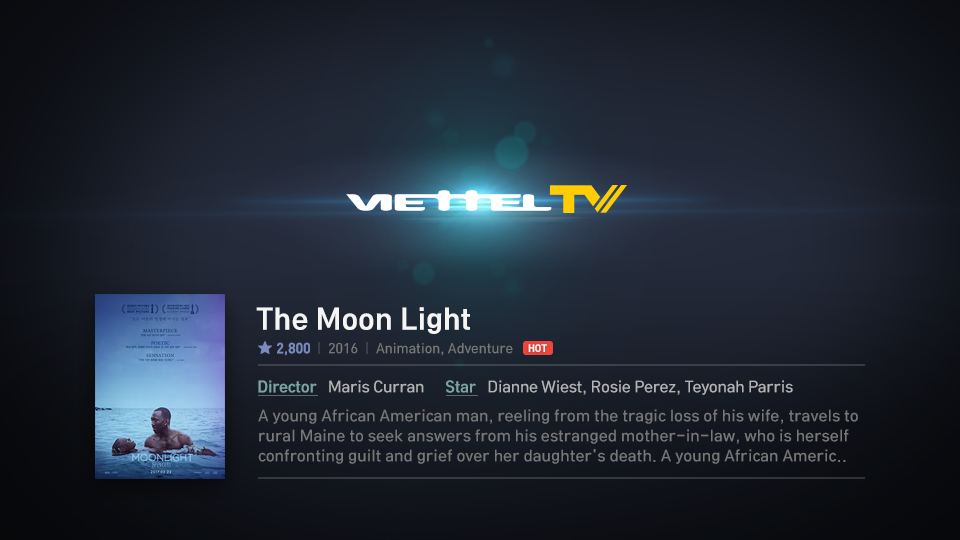 VIETTEL TV
The Moon Light
2,800 | 2016 | Animation, Adventure HOT
Director Maris Curran Star Dianne Wiest, Rosie Perez, Teyonah Parris
A young African American man, reeling from the tragic loss of his wife, travels to
rural Maine to seek answers from his estranged mother-in-law, who is herself
confronting guilt and grief over her daughter's death. A young African Americ..
MASTERPIECE
POETIC
SENSATION
MOONLIGHT